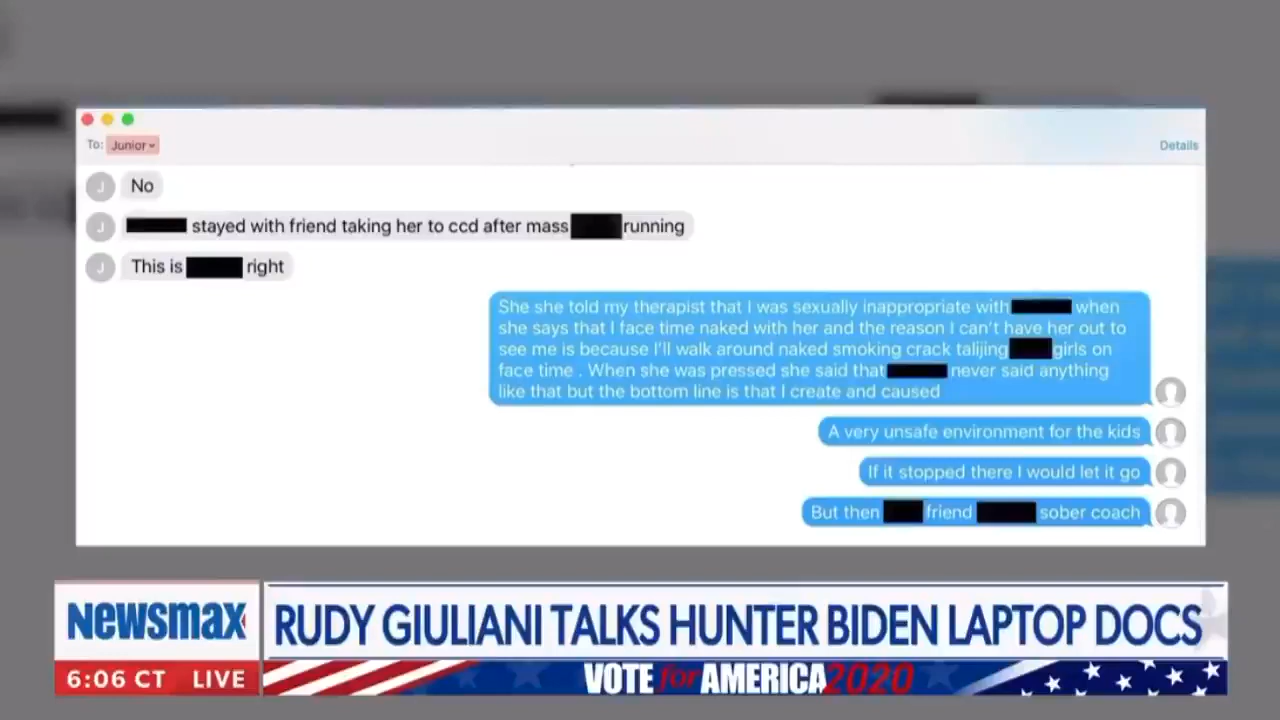 To: Junior
Details
J No
J stayed with friend taking her to ccd after mass running
J This is right
She she told my therapist that I was sexually inappropriate with when
she says that I face time naked with her and the reason I can't have her out to
see me is because I'll walk around naked smoking crack talijing girls on
face time . When she was pressed she said that never said anything
like that but the bottom line is that I create and caused
A very unsafe environment for the kids
If it stopped there I would let it go
But then friend sober coach
NEWSMAX
RUDY GIULIANI TALKS HUNTER BIDEN LAPTOP DOCS
6:06 CT LIVE
VOTE for AMERICA 2020